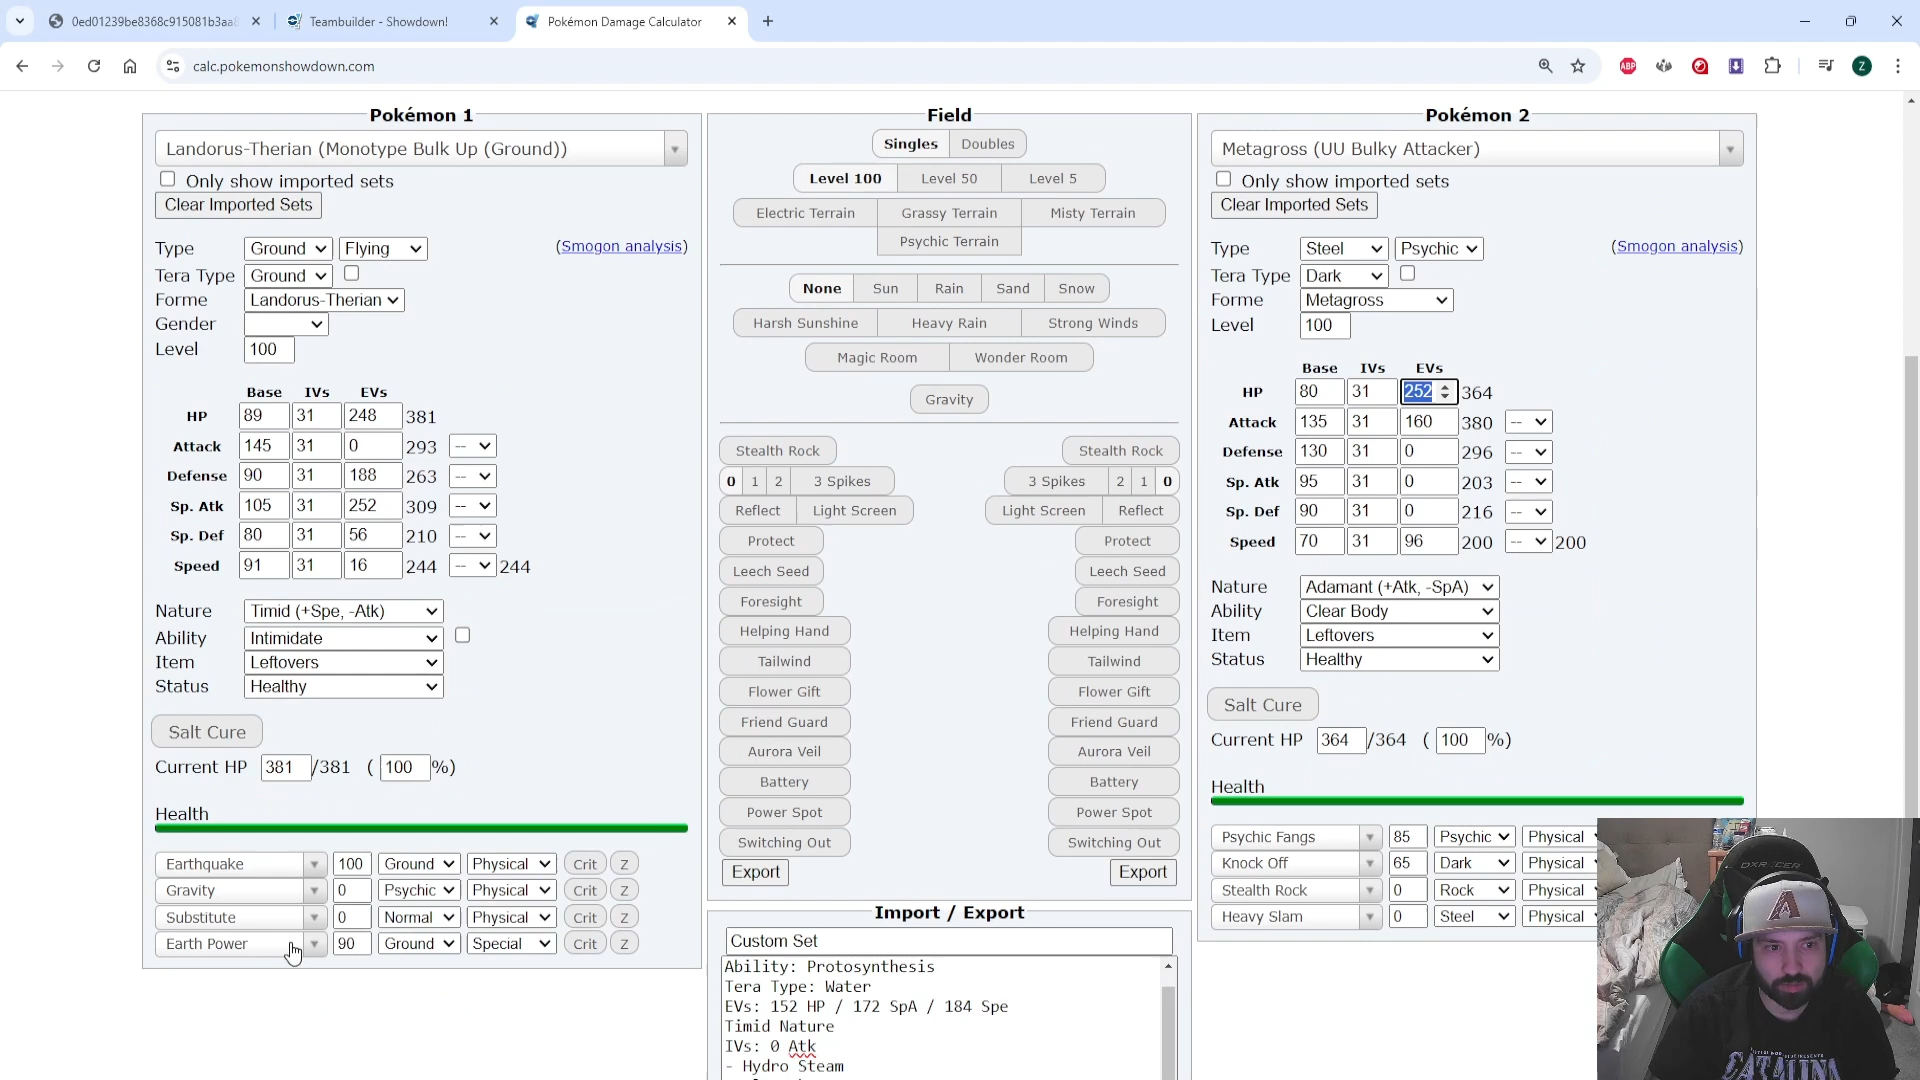 0ed01239be8368c915081b3aa8
Teambuilder - Showdown!
Pokémon Damage Calculator
calc.pokemonshowdown.com
ABP
Z
Pokémon 1
Landorus-Therian (Monotype Bulk Up (Ground))
Only show imported sets
Clear Imported Sets
Type Ground Flying (Smogon analysis)
Tera Type Ground
Forme Landorus-Therian
Gender
Level 100
Base IVs EVs
HP 89 31 248 381
Attack 145 31 0 293 --
Defense 90 31 188 263 --
Sp. Atk 105 31 252 309 --
Sp. Def 80 31 56 210 --
Speed 91 31 16 244 -- 244
Nature Timid (+Spe, -Atk)
Ability Intimidate
Item Leftovers
Status Healthy
Salt Cure
Current HP 381 /381 ( 100 %)
Health
Earthquake 100 Ground Physical Crit Z
Gravity 0 Psychic Physical Crit Z
Substitute 0 Normal Physical Crit Z
Earth Power 90 Ground Special Crit Z
Field
Singles Doubles
Level 100 Level 50 Level 5
Electric Terrain Grassy Terrain Misty Terrain
Psychic Terrain
None Sun Rain Sand Snow
Harsh Sunshine Heavy Rain Strong Winds
Magic Room Wonder Room
Gravity
Stealth Rock Stealth Rock
0 1 2 3 Spikes 3 Spikes 2 1 0
Reflect Light Screen Light Screen Reflect
Protect Protect
Leech Seed Leech Seed
Foresight Foresight
Helping Hand Helping Hand
Tailwind Tailwind
Flower Gift Flower Gift
Friend Guard Friend Guard
Aurora Veil Aurora Veil
Battery Battery
Power Spot Power Spot
Switching Out Switching Out
Export Export
Import / Export
Custom Set
Ability: Protosynthesis
Tera Type: Water
EVs: 152 HP / 172 SpA / 184 Spe
Timid Nature
IVs: 0 Atk
- Hydro Steam
Pokémon 2
Metagross (UU Bulky Attacker)
Only show imported sets
Clear Imported Sets
Type Steel Psychic (Smogon analysis)
Tera Type Dark
Forme Metagross
Level 100
Base IVs EVs
HP 80 31 252 364
Attack 135 31 160 380 --
Defense 130 31 0 296 --
Sp. Atk 95 31 0 203 --
Sp. Def 90 31 0 216 --
Speed 70 31 96 200 -- 200
Nature Adamant (+Atk, -SpA)
Ability Clear Body
Item Leftovers
Status Healthy
Salt Cure
Current HP 364 /364 ( 100 %)
Health
Psychic Fangs 85 Psychic Physical
Knock Off 65 Dark Physical
Stealth Rock 0 Rock Physical
Heavy Slam 0 Steel Physical
DXRACER
CATALINA